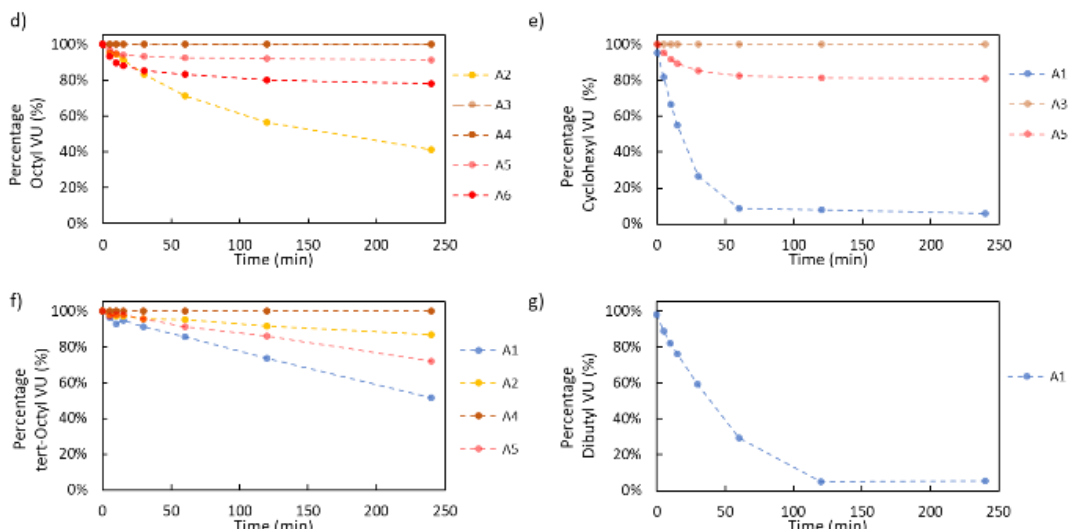 d)
100%
80%
60%
40%
20%
0%
Percentage
Octyl VU (%)
0 50 100 150 200 250
Time (min)
A2
A3
A4
A5
A6
e)
100%
80%
60%
40%
20%
0%
Percentage
Cyclohexyl VU (%)
0 50 100 150 200 250
Time (min)
A1
A3
A5
f)
100%
80%
60%
40%
20%
0%
Percentage
tert-Octyl VU (%)
0 50 100 150 200 250
Time (min)
A1
A2
A4
A5
g)
100%
80%
60%
40%
20%
0%
Percentage
Dibutyl VU (%)
0 50 100 150 200 250
Time (min)
A1